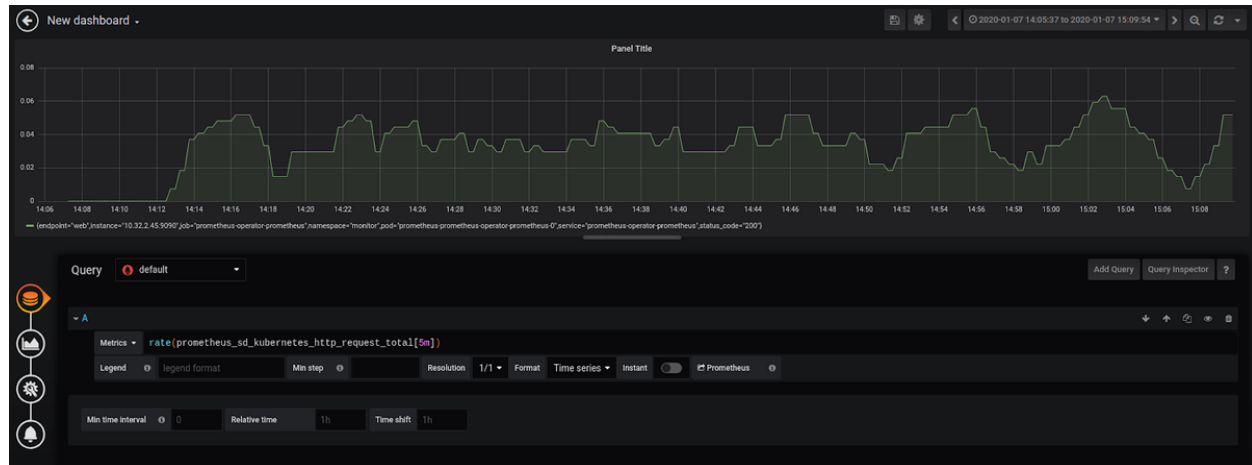 New dashboard
2020-01-07 14:05:37 to 2020-01-07 15:09:54
Panel Title
0.08
0.06
0.04
0.02
0
14:06 14:08 14:10 14:12 14:14 14:16 14:18 14:20 14:22 14:24 14:26 14:28 14:30 14:32 14:34 14:36 14:38 14:40 14:42 14:44 14:46 14:48 14:50 14:52 14:54 14:56 14:58 15:00 15:02 15:04 15:06 15:08
{endpoint="web",instance="10.32.2.45:9090",job="prometheus-operator-prometheus",namespace="monitor",pod="prometheus-prometheus-operator-prometheus-0",service="prometheus-operator-prometheus",status_code="200"}
Query default Add Query Query Inspector ?
A
Metrics rate(prometheus_sd_kubernetes_http_request_total[5m])
Legend legend format Min step Resolution 1/1 Format Time series Instant Prometheus
Min time interval 0 Relative time 1h Time shift 1h